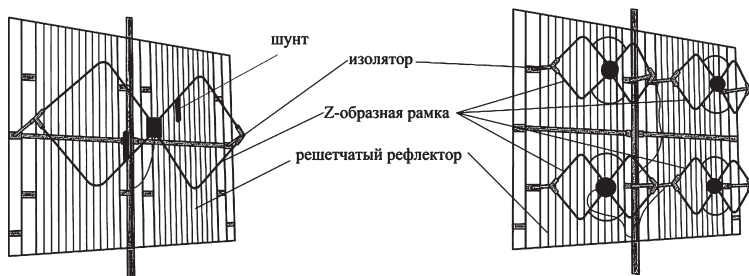 шунт
изолятор
Z-образная рамка
решетчатый рефлектор